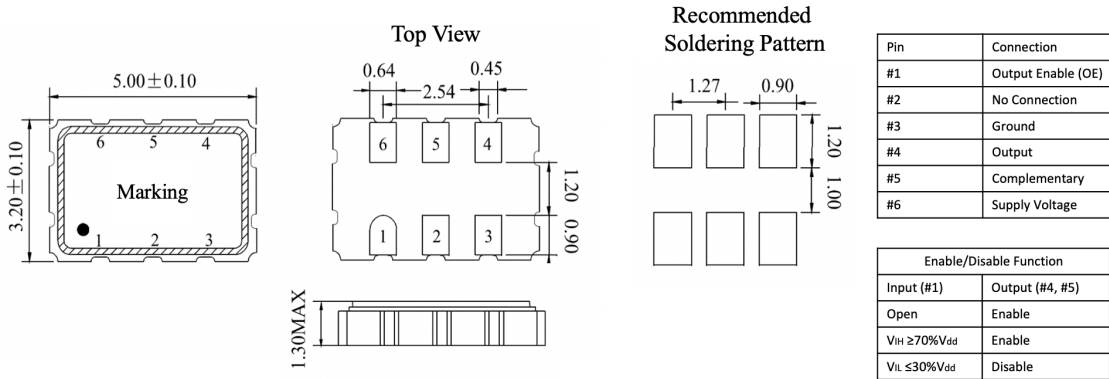 Top View
Recommended
Soldering Pattern
5.00±0.10
3.20±0.10
6 5 4
Marking
1 2 3
0.64
0.45
2.54
6 5 4
1 2 3
1.20
0.90
1.30MAX
1.27
0.90
1.20
1.00
Pin Connection
#1 Output Enable (OE)
#2 No Connection
#3 Ground
#4 Output
#5 Complementary
#6 Supply Voltage
Enable/Disable Function
Input (#1) Output (#4, #5)
Open Enable
VIH ≥70%Vdd Enable
VIL ≤30%Vdd Disable